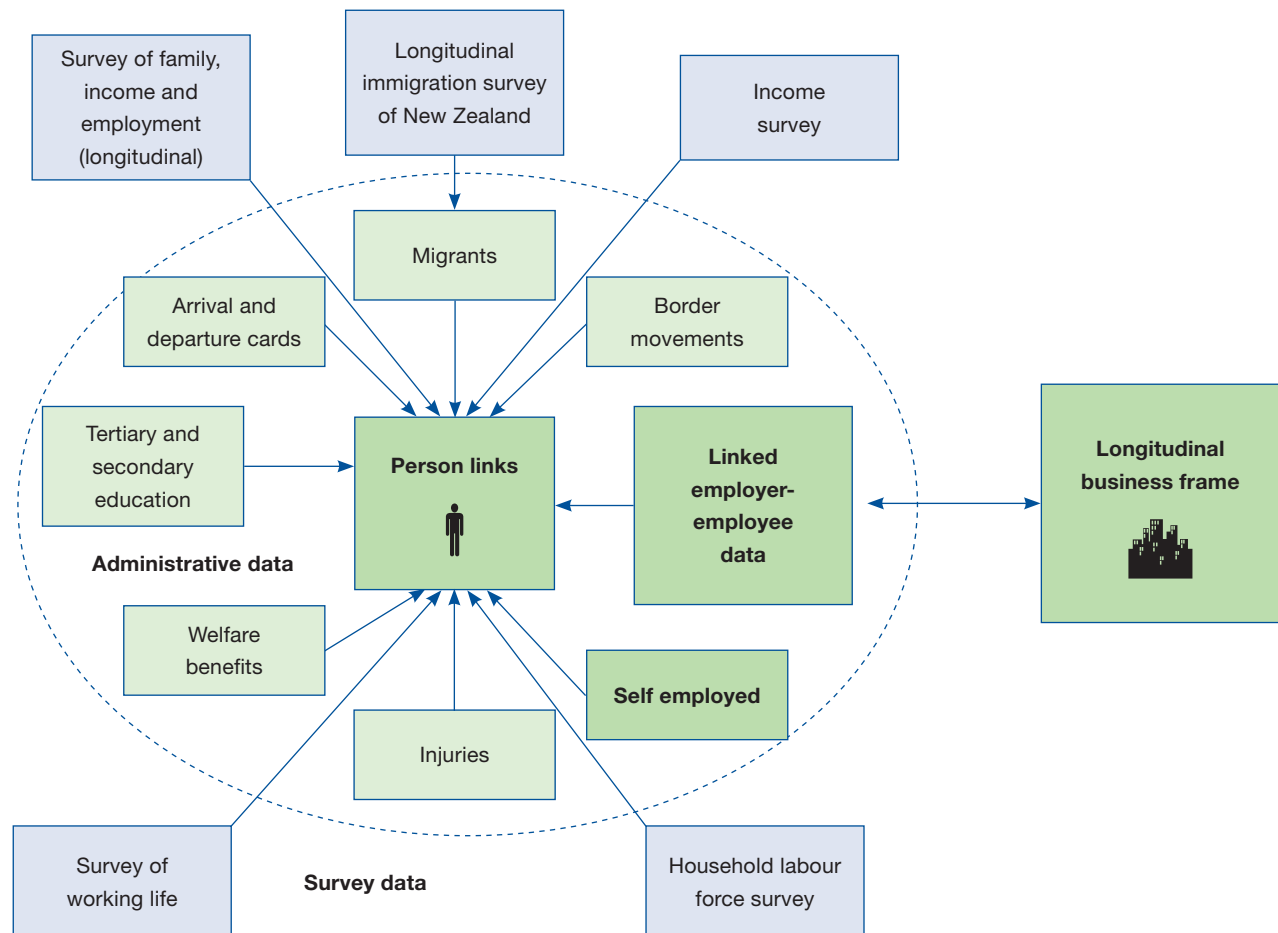 Survey of family,
income and
employment
(longitudinal)
Longitudinal
immigration survey
of New Zealand
Income
survey
Migrants
Arrival and
departure cards
Border
movements
Tertiary and
secondary
education
Person links
Linked
employer-
employee
data
Longitudinal
business frame
Administrative data
Welfare
benefits
Self employed
Injuries
Survey of
working life
Survey data
Household labour
force survey